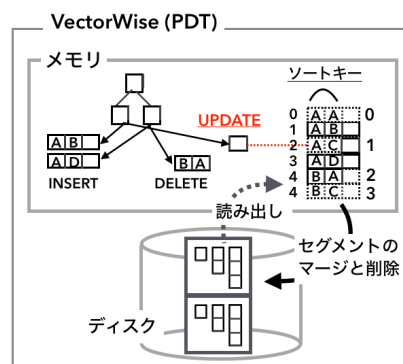 VectorWise (PDT)
メモリ
ソートキー
UPDATE
0 A A 0
1 A B
2 A C 1
3 A D
4 B A 2
4 B C 3
A B
A D
INSERT
B A
DELETE
読み出し
セグメントの
マージと削除
ディスク